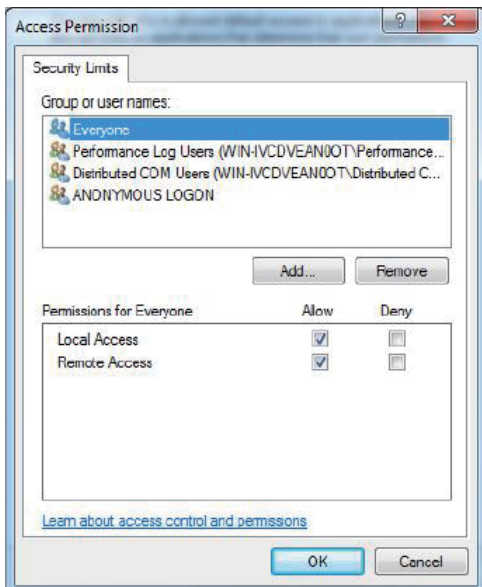 Access Permission
Security Limits
Group or user names:
Everyone
Performance Log Users (WIN-IVCDVEAN0OT\Performance...
Distributed COM Users (WIN-IVCDVEAN0OT\Distributed C...
ANONYMOUS LOGON
Add... Remove
Permissions for Everyone Allow Deny
Local Access
Remote Access
Learn about access control and permissions
OK Cancel